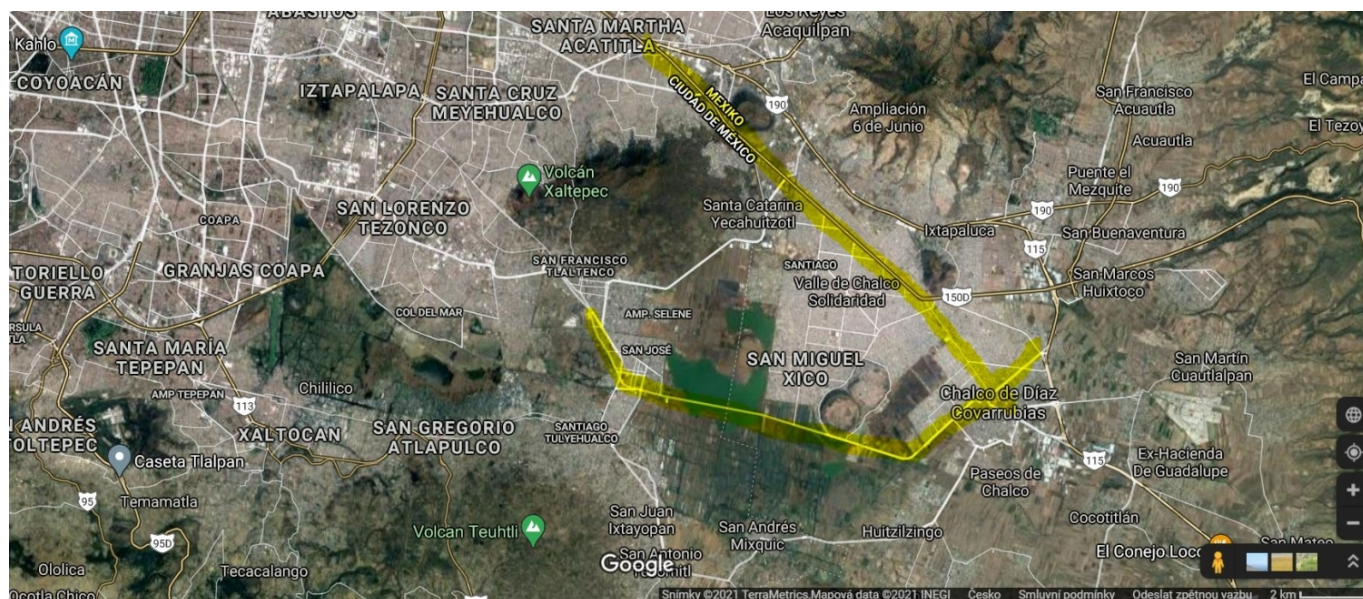 ABASTOS
SANTA MARTHA
ACATITLA
Los Reyes
Acaquilpan
Kahlo
COYOACÁN
IZTAPALAPA
SANTA CRUZ
MEYEHUALCO
MEXIKO
CIUDAD DE MÉXICO
190
Ampliación
6 de Junio
San Francisco
Acuautla
El Campa
El Tezoy
Acuautla
Puente el
Mezquite
190
Volcán
Xaltepec
COAPA
SAN LORENZO
TEZONCO
Santa Catarina
Yecahuitzotl
190
Ixtapaluca
San Buenaventura
115
TORIELLO
GUERRA
GRANJAS COAPA
SAN FRANCISCO
TLALTENCO
SANTIAGO
Valle de Chalco
Solidaridad
150D
San Marcos
Huixtoco
COL DEL MAR
AMP. SELENE
SANTA MARÍA
TEPEPAN
SAN JOSÉ
SAN MIGUEL
XICO
San Martín
Cuautlalpan
Chililico
AMP TEPEPAN
113
Chalco de Díaz
Covarrubias
N ANDRÉS
TOLTEPEC
XALTOCAN
SAN GREGORIO
ATLAPULCO
SANTIAGO
TULYEHUALCO
Caseta Tlalpan
115
Ex-Hacienda
De Guadalupe
Paseos de
Chalco
95
Temamatla
San Juan
Ixtayopan
San Andrés
Mixquic
Huitzilzingo
Cocotitlán
Volcan Teuhtli
95D
El Conejo Loco
San Mateo
Ololica
Tecacalango
San Antonio
Google
Ocotla Chico
Snímky ©2021 TerraMetrics,Mapová data ©2021 INEGI Česko Smluvní podmínky Odeslat zpětnou vazbu 2 km